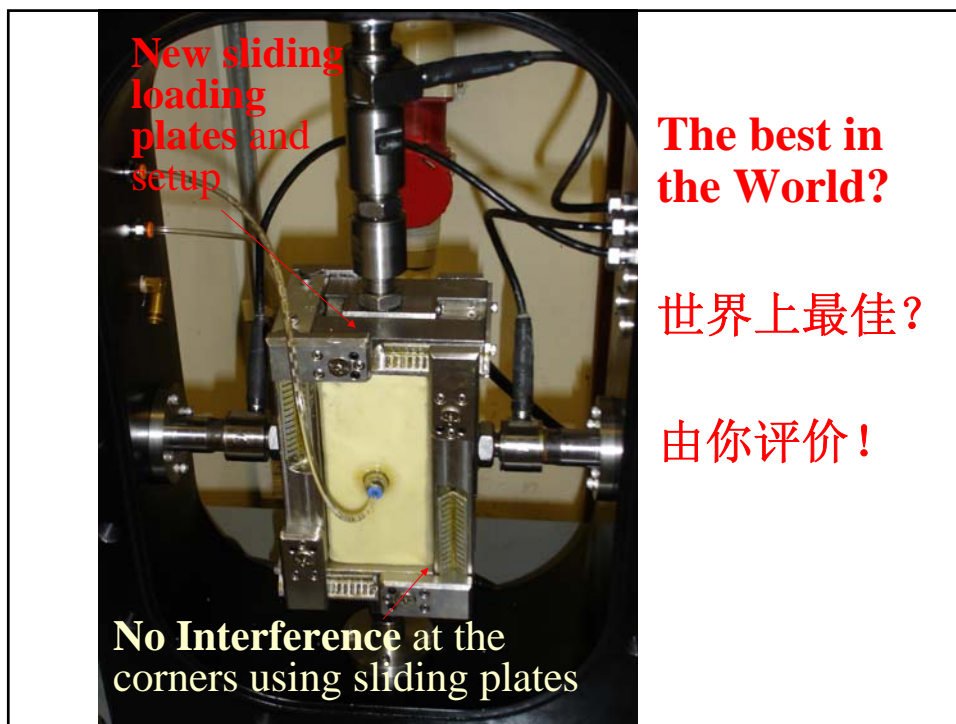 New sliding
loading
plates and
setup
The best in
the World?
世界上最佳？
由你评价！
No Interference at the
corners using sliding plates